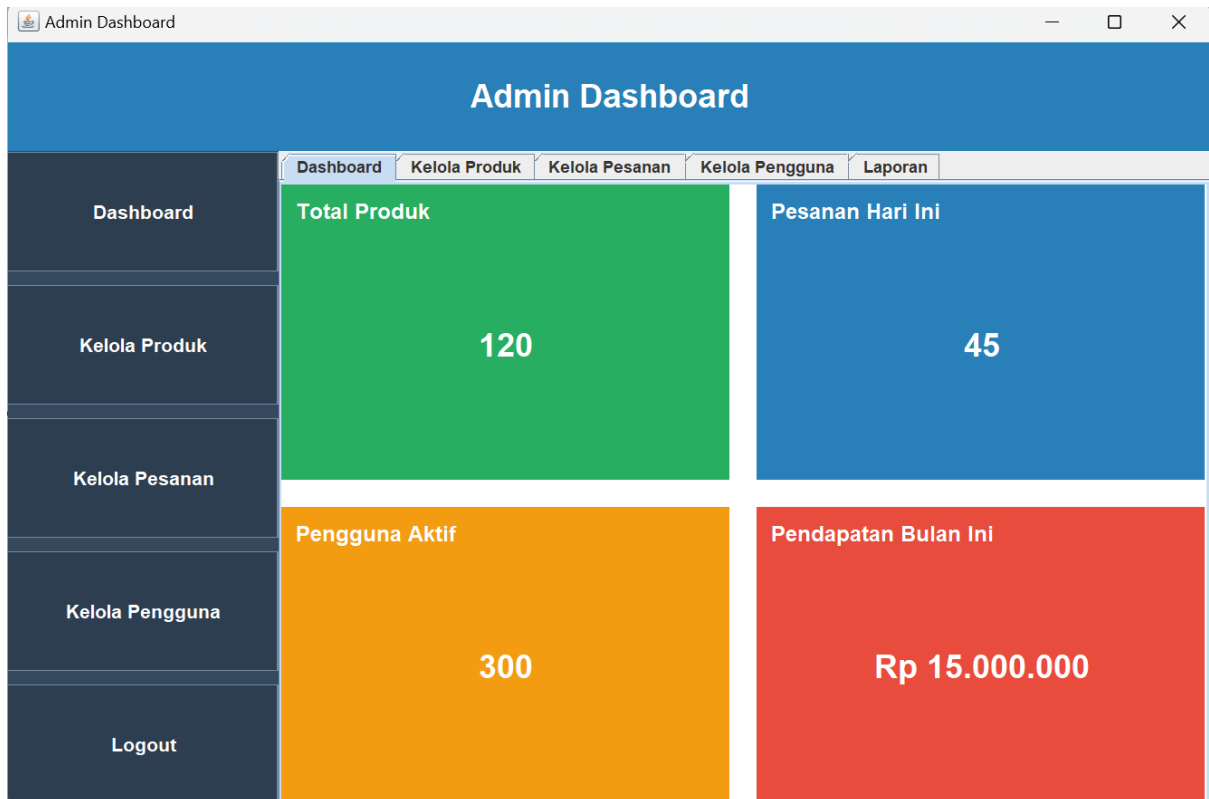 Admin Dashboard
Admin Dashboard
Dashboard
Kelola Produk
Kelola Pesanan
Kelola Pengguna
Logout
Dashboard Kelola Produk Kelola Pesanan Kelola Pengguna Laporan
Total Produk
120
Pesanan Hari Ini
45
Pengguna Aktif
300
Pendapatan Bulan Ini
Rp 15.000.000